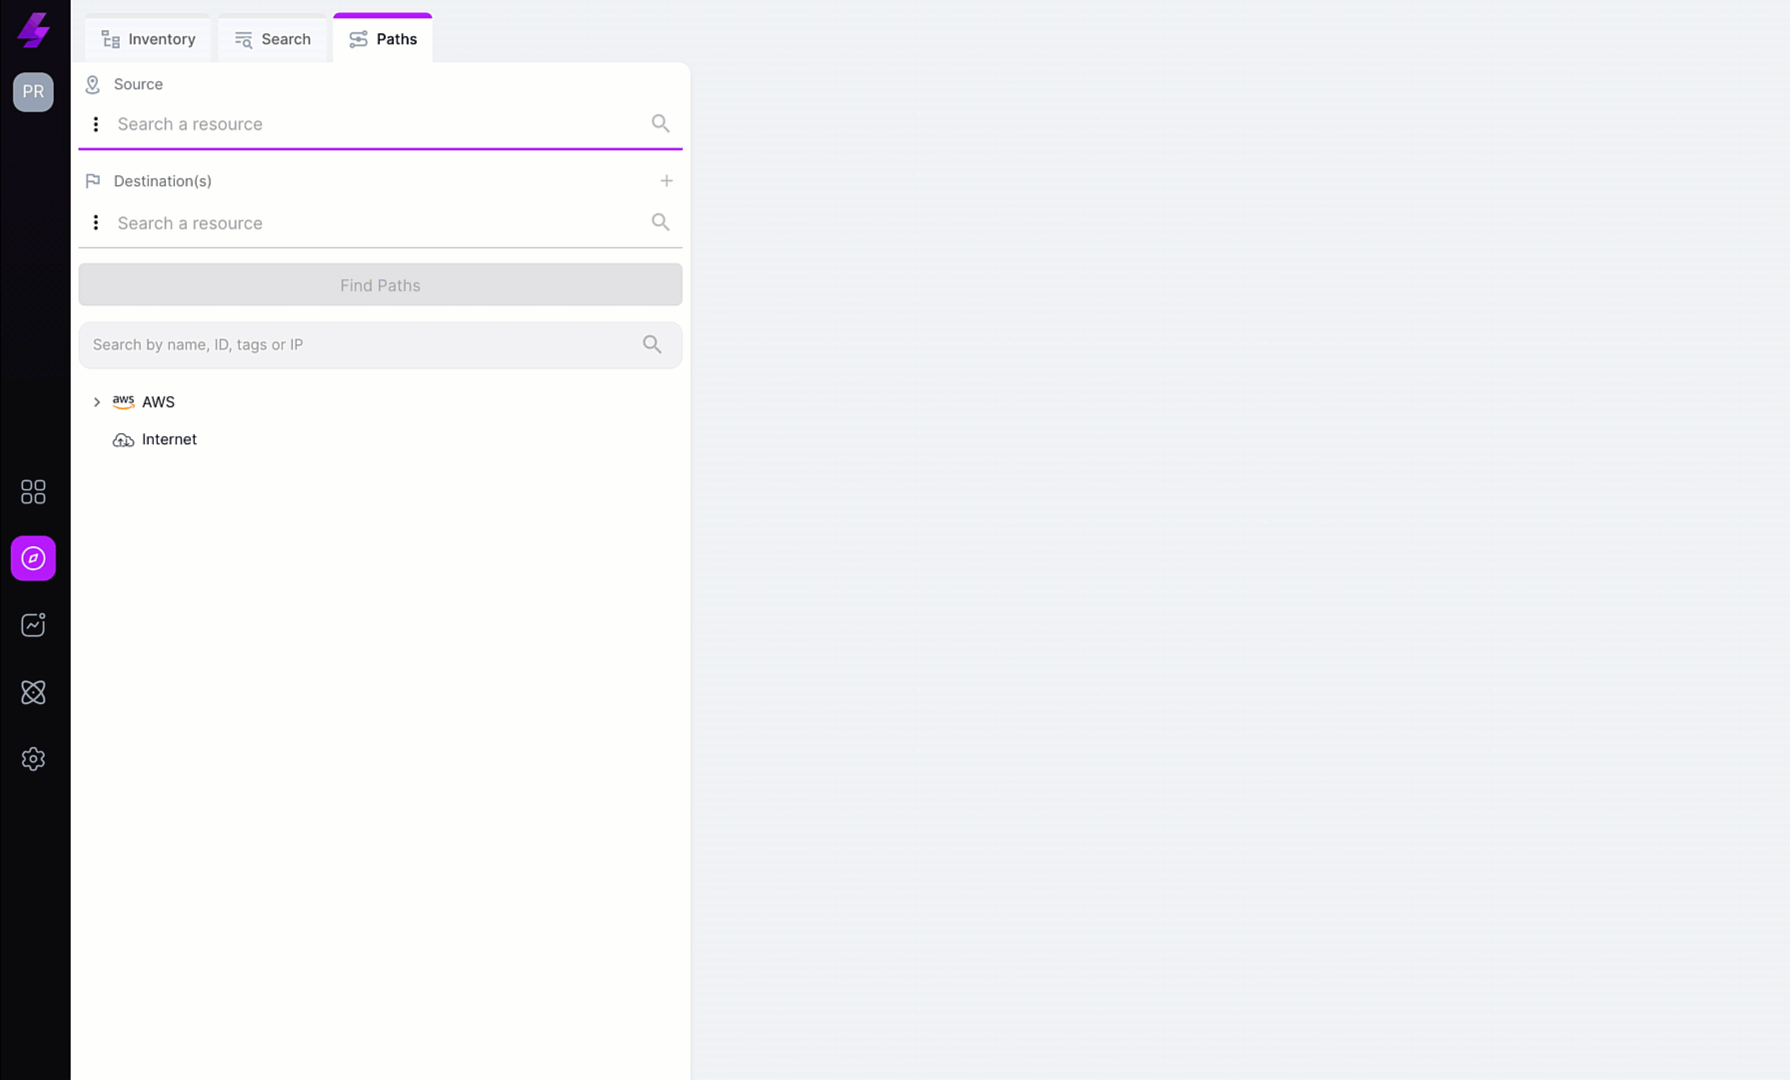 Inventory
Search
Paths
PR
Source
Search a resource
Destination(s)
Search a resource
Find Paths
Search by name, ID, tags or IP
aws AWS
Internet